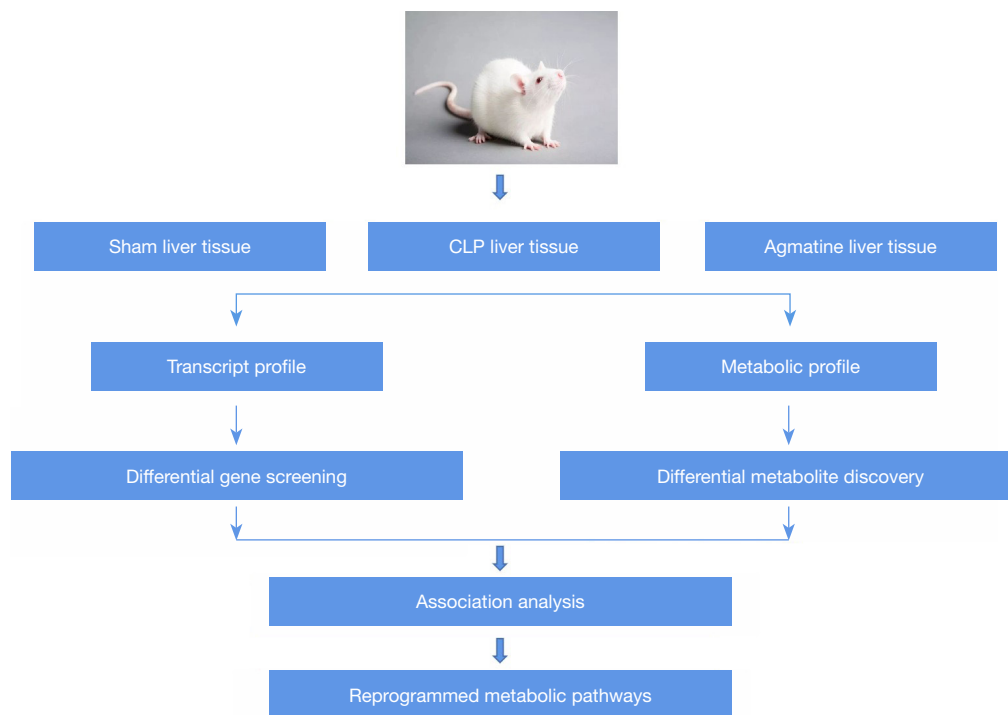 Sham liver tissue
CLP liver tissue
Agmatine liver tissue
Transcript profile
Metabolic profile
Differential gene screening
Differential metabolite discovery
Association analysis
Reprogrammed metabolic pathways